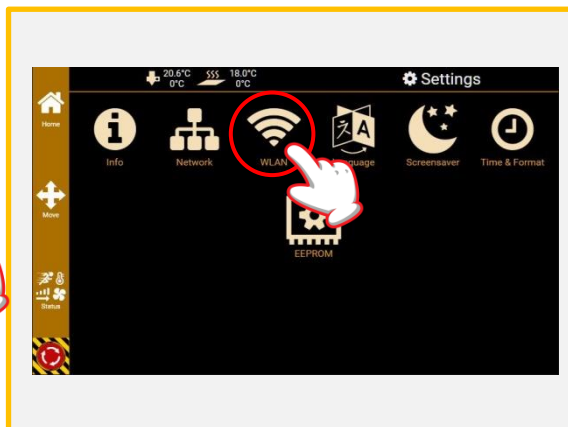 20.6°C 18.0°C
0°C 0°C
Settings
Home
Info Network WLAN Screensaver Time & Format
Move
EEPROM
Status